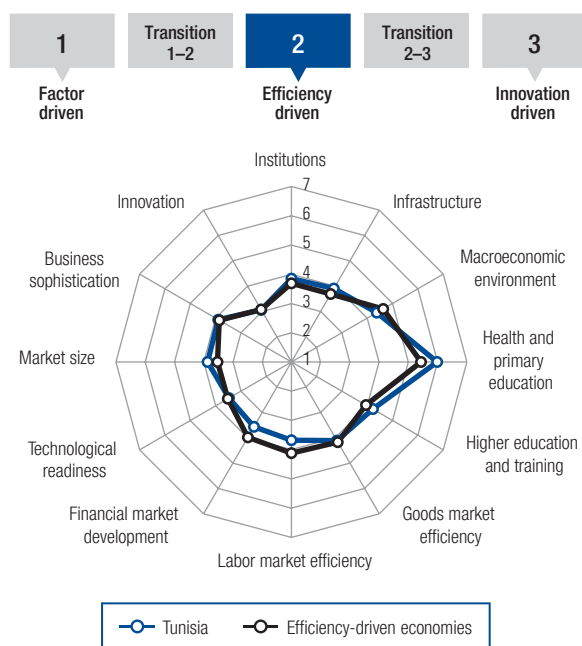 1
Transition
1–2
2
Transition
2–3
3
Factor
driven
Efficiency
driven
Innovation
driven
Institutions
Infrastructure
Macroeconomic
environment
Health and
primary
education
Higher education
and training
Goods market
efficiency
Labor market efficiency
Financial market
development
Technological
readiness
Market size
Business
sophistication
Innovation
7
6
5
4
3
2
1
Tunisia
Efficiency-driven economies